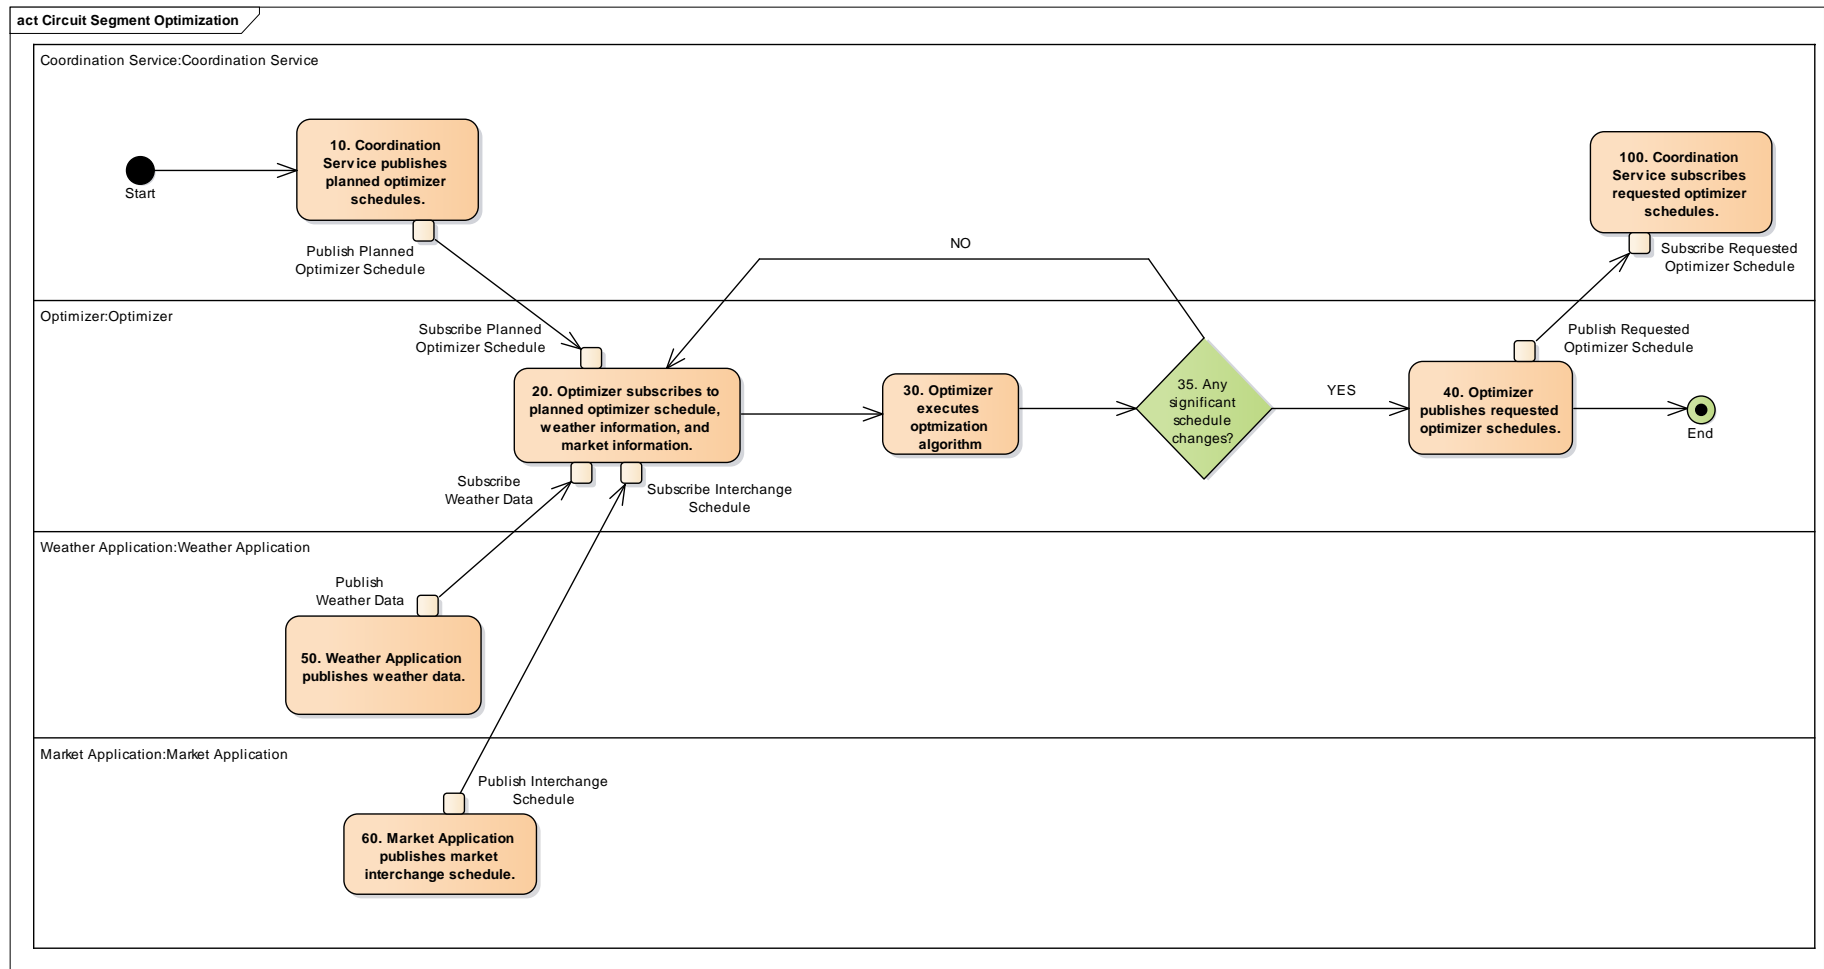 act Circuit Segment Optimization
Coordination Service:Coordination Service
Start
10. Coordination
Service publishes
planned optimizer
schedules.
Publish Planned
Optimizer Schedule
NO
100. Coordination
Service subscribes
requested optimizer
schedules.
Subscribe Requested
Optimizer Schedule
Optimizer:Optimizer
Subscribe Planned
Optimizer Schedule
20. Optimizer subscribes to
planned optimizer schedule,
weather information, and
market information.
Subscribe
Weather Data
Subscribe Interchange
Schedule
30. Optimizer
executes
optmization
algorithm
35. Any
significant
schedule
changes?
YES
Publish Requested
Optimizer Schedule
40. Optimizer
publishes requested
optimizer schedules.
End
Weather Application:Weather Application
Publish
Weather Data
50. Weather Application
publishes weather data.
Market Application:Market Application
Publish Interchange
Schedule
60. Market Application
publishes market
interchange schedule.